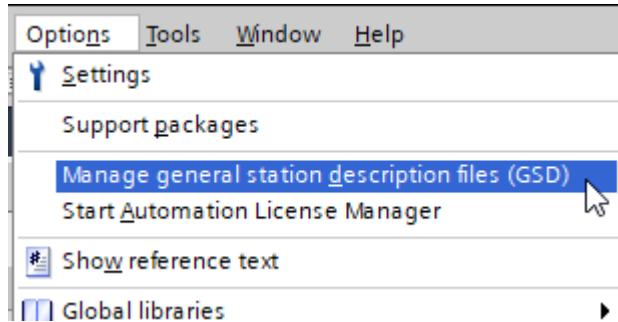 Options Tools Window Help
Settings
Support packages
Manage general station description files (GSD)
Start Automation License Manager
Show reference text
Global libraries